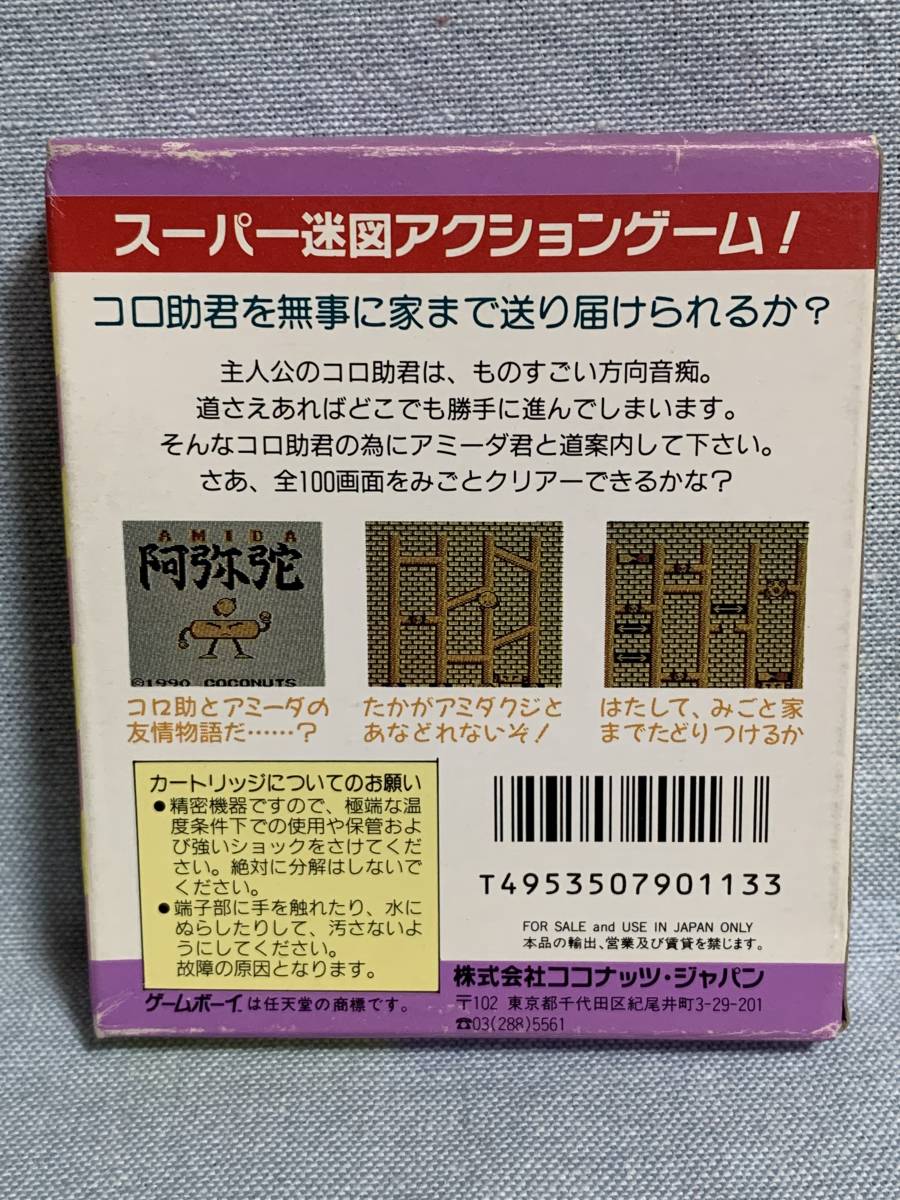 スーパー迷図アクションゲーム!
コロ助君を無事に家まで送り届けられるか?
主人公のコロ助君は、ものすごい方向音痴。
道さえあればどこでも勝手に進んでしまいます。
そんなコロ助君の為にアミーダ君と道案内して下さい。
さあ、全100画面をみごとクリアーできるかな?
AMIDA
阿弥陀
©1990 COCONUTS
コロ助とアミーダの
友情物語だ……?
たかがアミダクジと
あなどれないぞ!
はたして、みごと家
までたどりつけるか
カートリッジについてのお願い
●精密機器ですので、極端な温
度条件下での使用や保管およ
び強いショックをさけてくだ
さい。絶対に分解はしないで
ください。
●端子部に手を触れたり、水に
ぬらしたりして、汚さないよ
うにしてください。
故障の原因となります。
T4953507901133
FOR SALE and USE IN JAPAN ONLY
本品の輸出、営業及び賃貸を禁じます。
ゲームボーイは任天堂の商標です。
株式会社ココナッツ・ジャパン
〒102 東京都千代田区紀尾井町3-29-201
☎03(288)5561